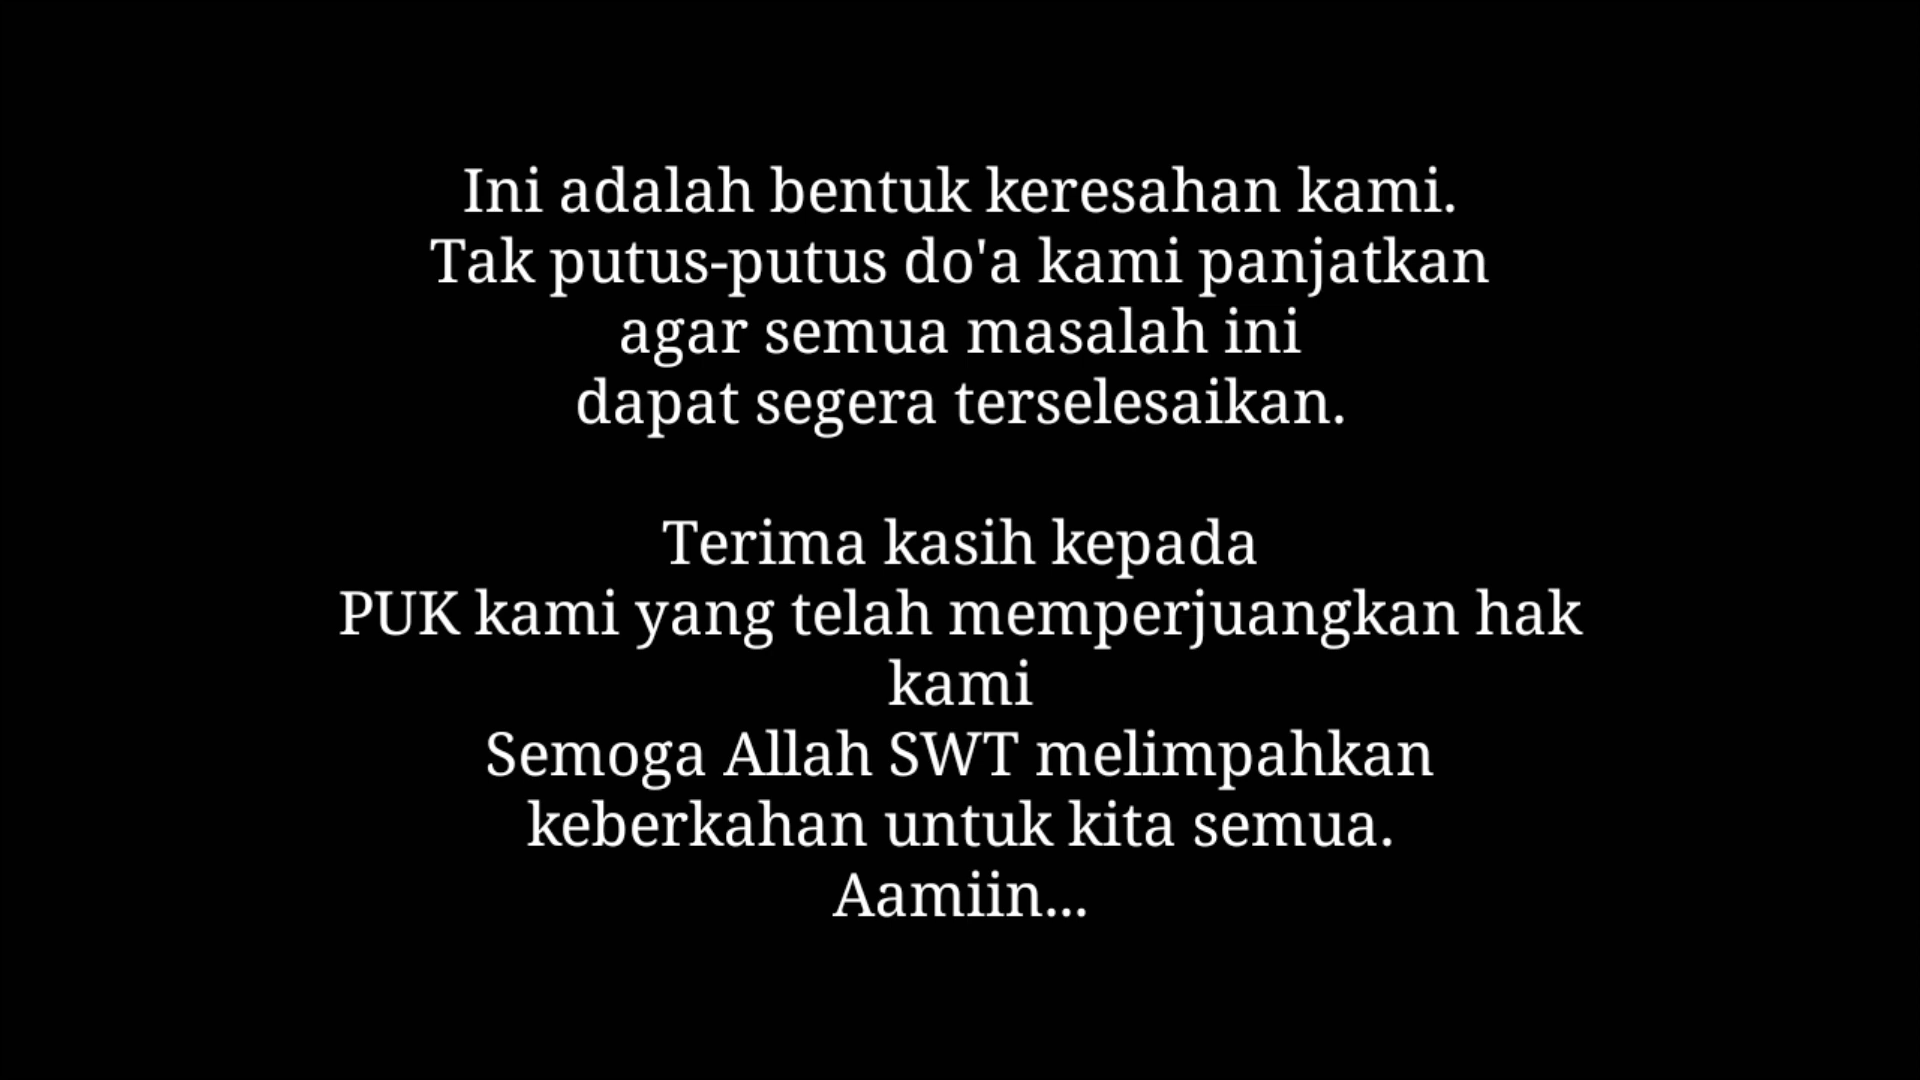 Ini adalah bentuk keresahan kami.
Tak putus-putus do'a kami panjatkan
agar semua masalah ini
dapat segera terselesaikan.
Terima kasih kepada
PUK kami yang telah memperjuangkan hak
kami
Semoga Allah SWT melimpahkan
keberkahan untuk kita semua.
Aamiin...